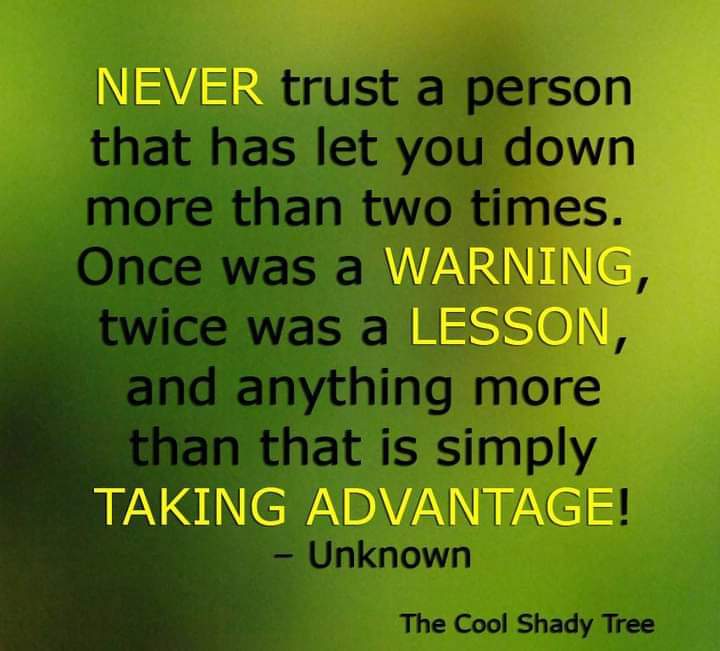 NEVER trust a person
that has let you down
more than two times.
Once was a WARNING,
twice was a LESSON,
and anything more
than that is simply
TAKING ADVANTAGE!
– Unknown
The Cool Shady Tree